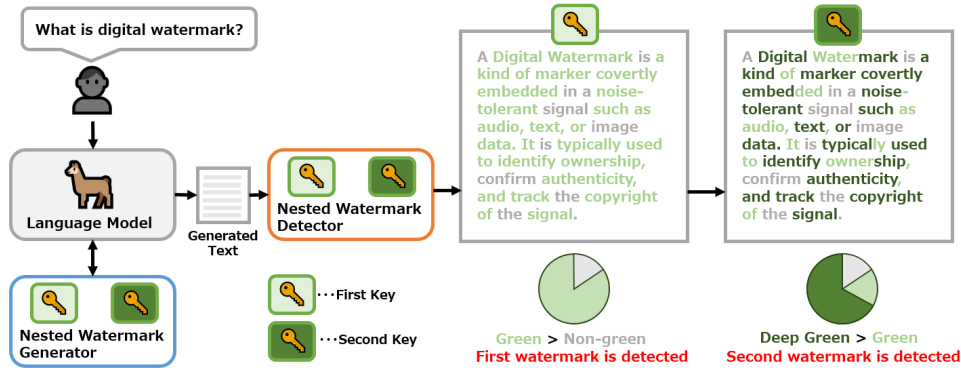 What is digital watermark?
Language Model
Nested Watermark
Generator
Generated
Text
Nested Watermark
Detector
···First Key
···Second Key
A Digital Watermark is a
kind of marker covertly
embedded in a noise-
tolerant signal such as
audio, text, or image
data. It is typically used
to identify ownership,
confirm authenticity,
and track the copyright
of the signal.
Green > Non-green
First watermark is detected
A Digital Watermark is a
kind of marker covertly
embedded in a noise-
tolerant signal such as
audio, text, or image
data. It is typically used
to identify ownership,
confirm authenticity,
and track the copyright
of the signal.
Deep Green > Green
Second watermark is detected